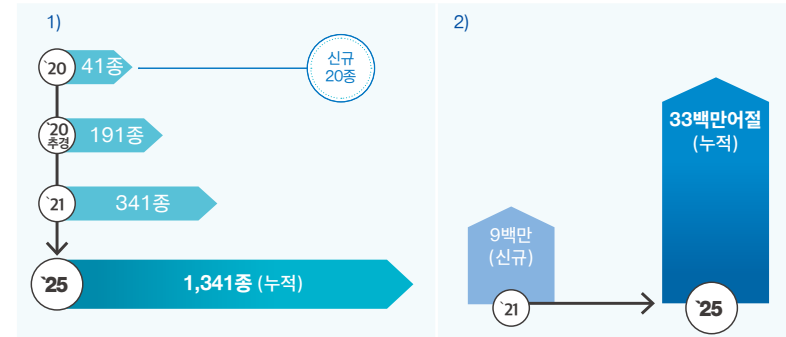 1)
`20 41종
신규
20종
`20
추경
191종
`21 341종
`25 1,341종 (누적)
2)
9백만
(신규)
`21
33백만어절
(누적)
`25